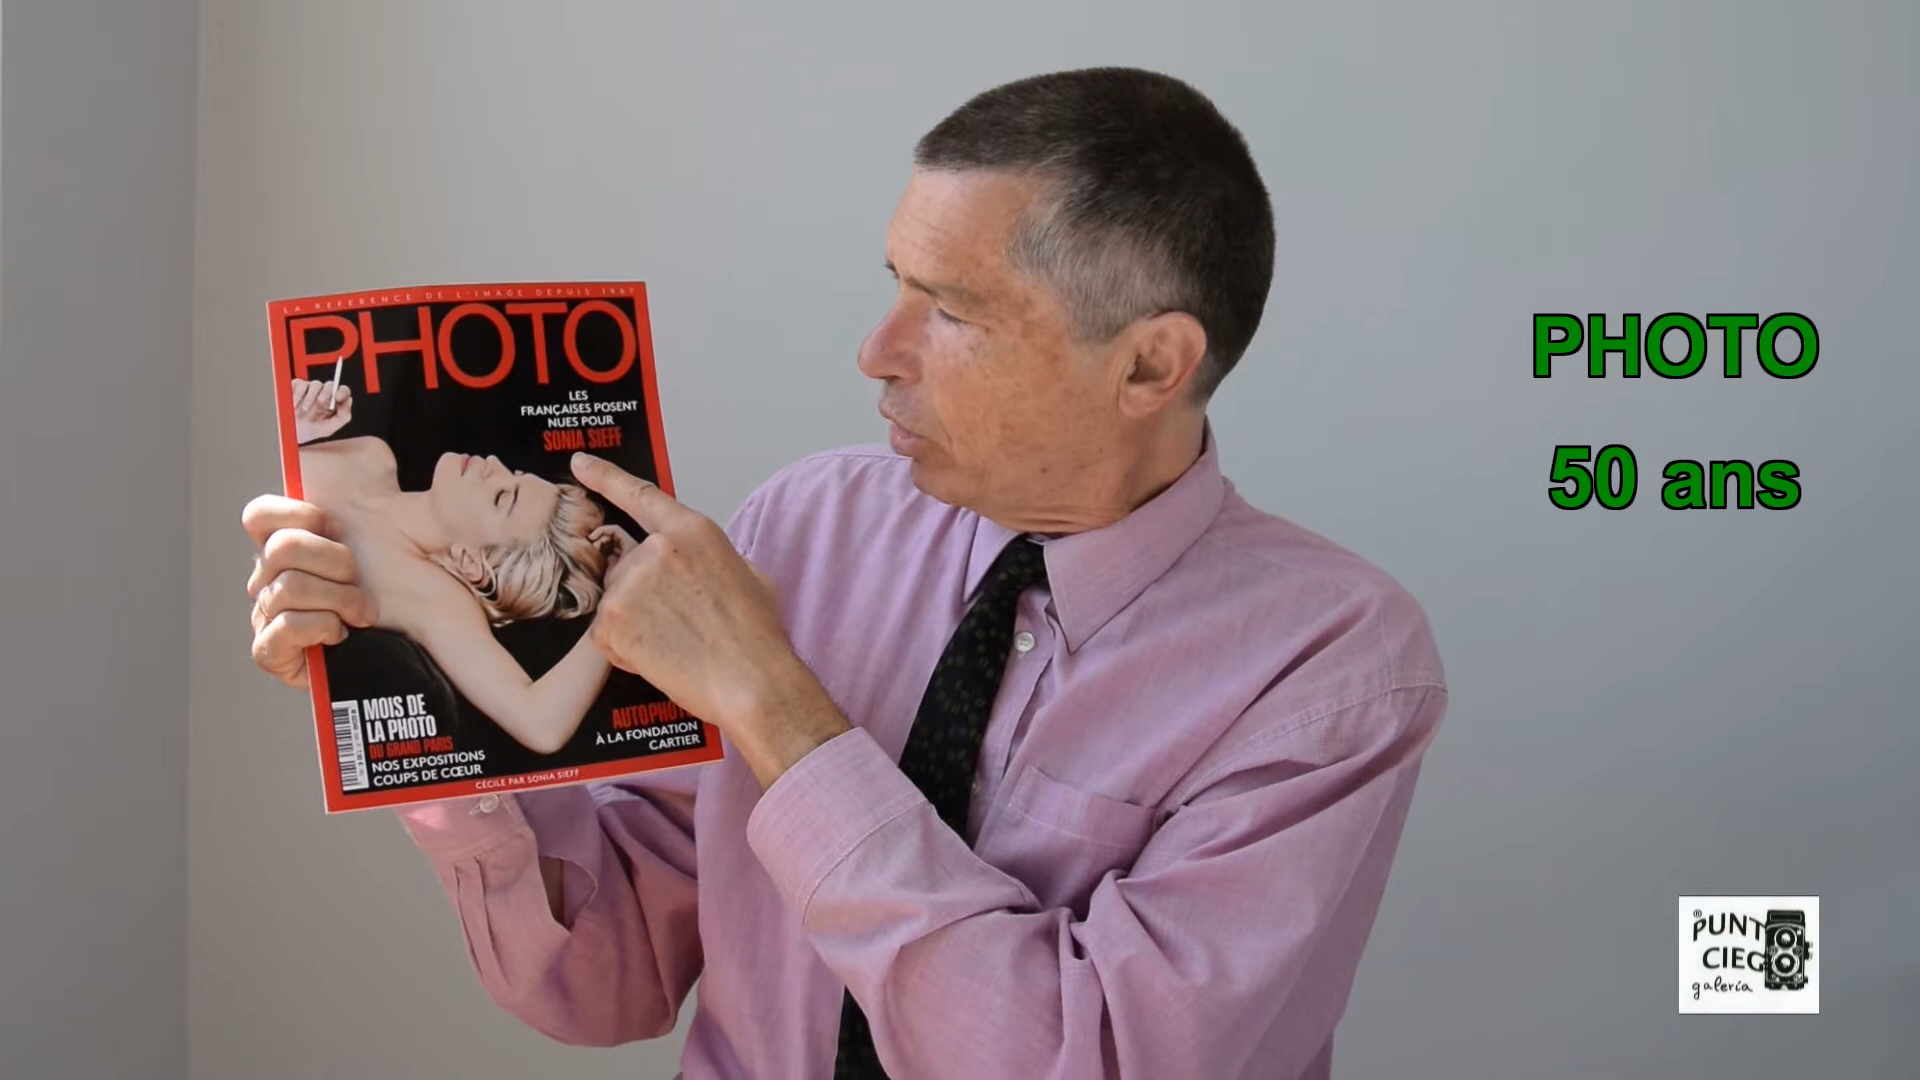 LA REFERENCE DE L'IMAGE DEPUIS 1967
PHOTO
LES
FRANÇAISES POSENT
NUES POUR
SONIA SIEFF
MOIS DE
LA PHOTO
DU GRAND PARIS
NOS EXPOSITIONS
COUPS DE CŒUR
À LA FONDATION
CARTIER
CÉCILE PAR SONIA SIEFF
PHOTO
50 ans
® PUNT
CIEG
galería